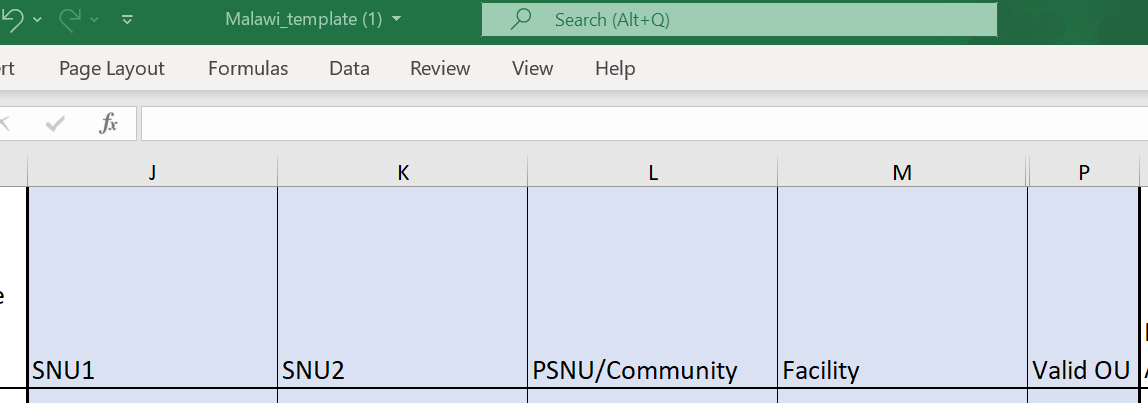 Malawi_template (1)
Search (Alt+Q)
rt Page Layout Formulas Data Review View Help
fx
J K L M P
e
SNU1 SNU2 PSNU/Community Facility Valid OU